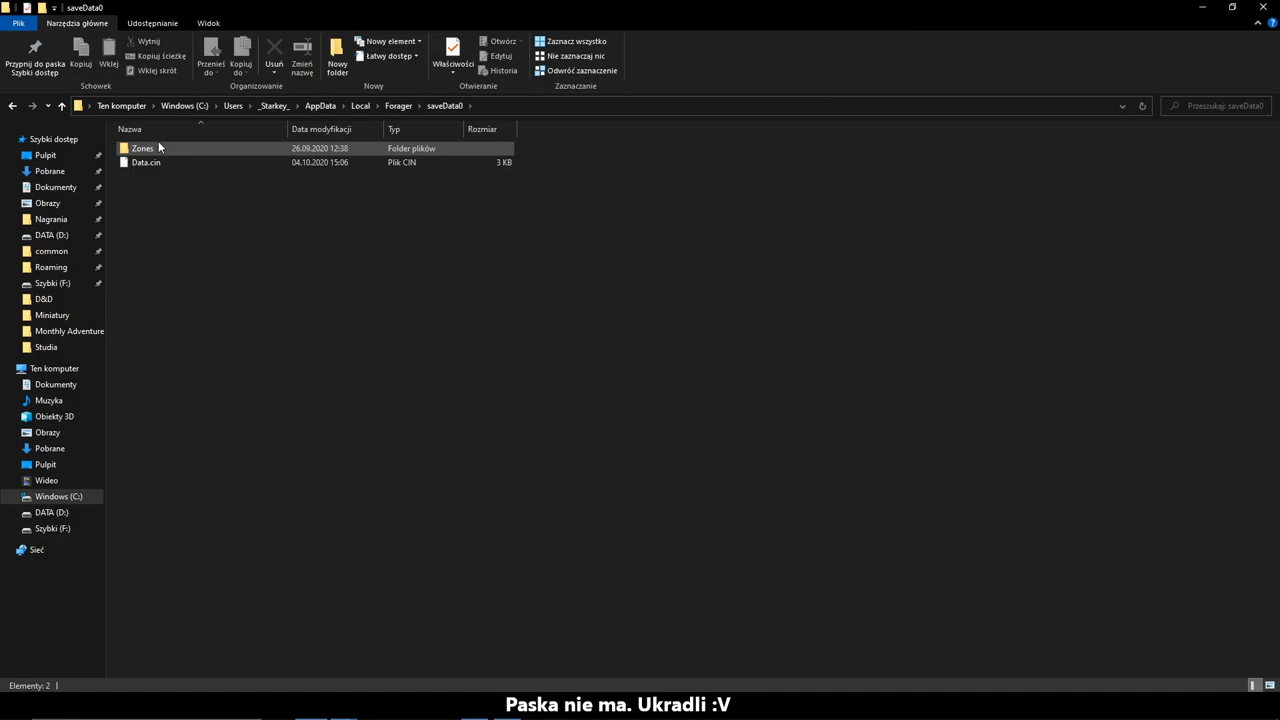 saveData0
Plik Narzędzia główne Udostępnianie Widok
Przypnij do paska Szybki dostęp
Kopiuj
Wklej
Wytnij
Kopiuj ścieżkę
Wklej skrót
Schowek
Przenieś do
Kopiuj do
Usuń
Zmień nazwę
Organizowanie
Nowy folder
Nowy element
Łatwy dostęp
Nowy
Właściwości
Otwórz
Edytuj
Historia
Otwieranie
Zaznacz wszystko
Nie zaznaczaj nic
Odwróć zaznaczenie
Zaznaczanie
Ten komputer > Windows (C:) > Users > _Starkey_ > AppData > Local > Forager > saveData0 >
Przeszukaj: saveData0
Nazwa Data modyfikacji Typ Rozmiar
Zones 26.09.2020 12:38 Folder plików
Data.cin 04.10.2020 15:06 Plik CIN 3 KB
Szybki dostęp
Pulpit
Pobrane
Dokumenty
Obrazy
Nagrania
DATA (D:)
common
Roaming
Szybki (F:)
D&D
Miniatury
Monthly Adventure
Studia
Ten komputer
Dokumenty
Muzyka
Obiekty 3D
Obrazy
Pobrane
Pulpit
Wideo
Windows (C:)
DATA (D:)
Szybki (F:)
Sieć
Elementy: 2
Paska nie ma. Ukradli :V